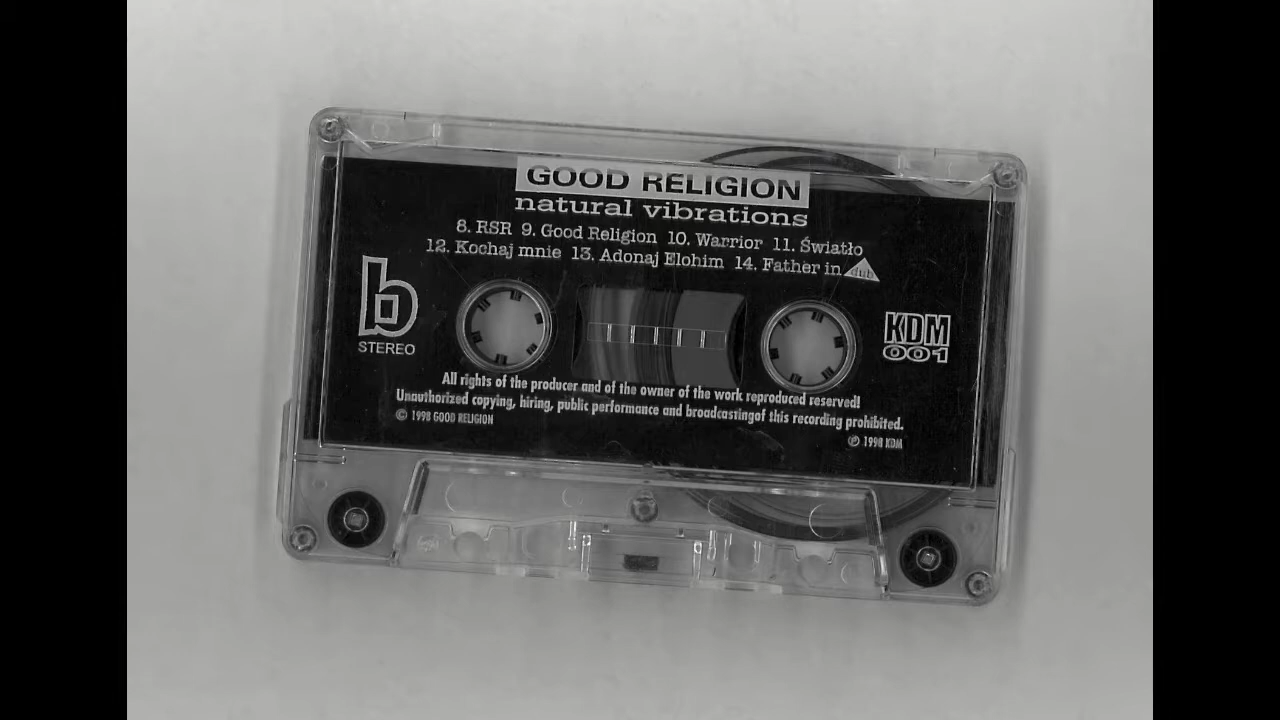 GOOD RELIGION
natural vibrations
8. RSR 9. Good Religion 10. Warrior 11. Światło
12. Kochaj mnie 13. Adonaj Elohim 14. Father in dub
b
STEREO
KDM
001
All rights of the producer and of the owner of the work reproduced reserved!
Unauthorized copying, hiring, public performance and broadcastingof this recording prohibited.
© 1998 GOOD RELIGION
℗ 1998 KDM